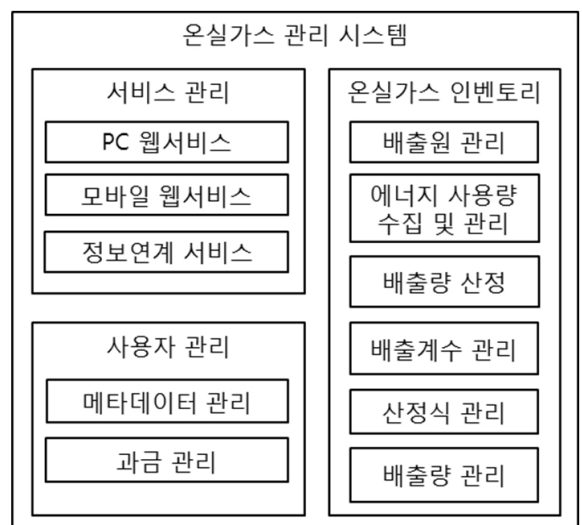 온실가스 관리 시스템
서비스 관리
PC 웹서비스
모바일 웹서비스
정보연계 서비스
사용자 관리
메타데이터 관리
과금 관리
온실가스 인벤토리
배출원 관리
에너지 사용량
수집 및 관리
배출량 산정
배출계수 관리
산정식 관리
배출량 관리